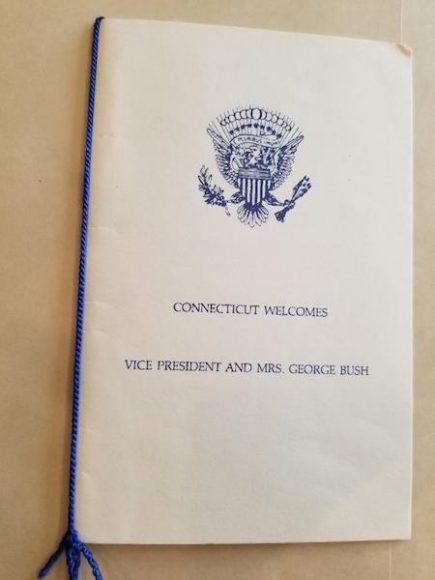 CONNECTICUT WELCOMES
VICE PRESIDENT AND MRS. GEORGE BUSH